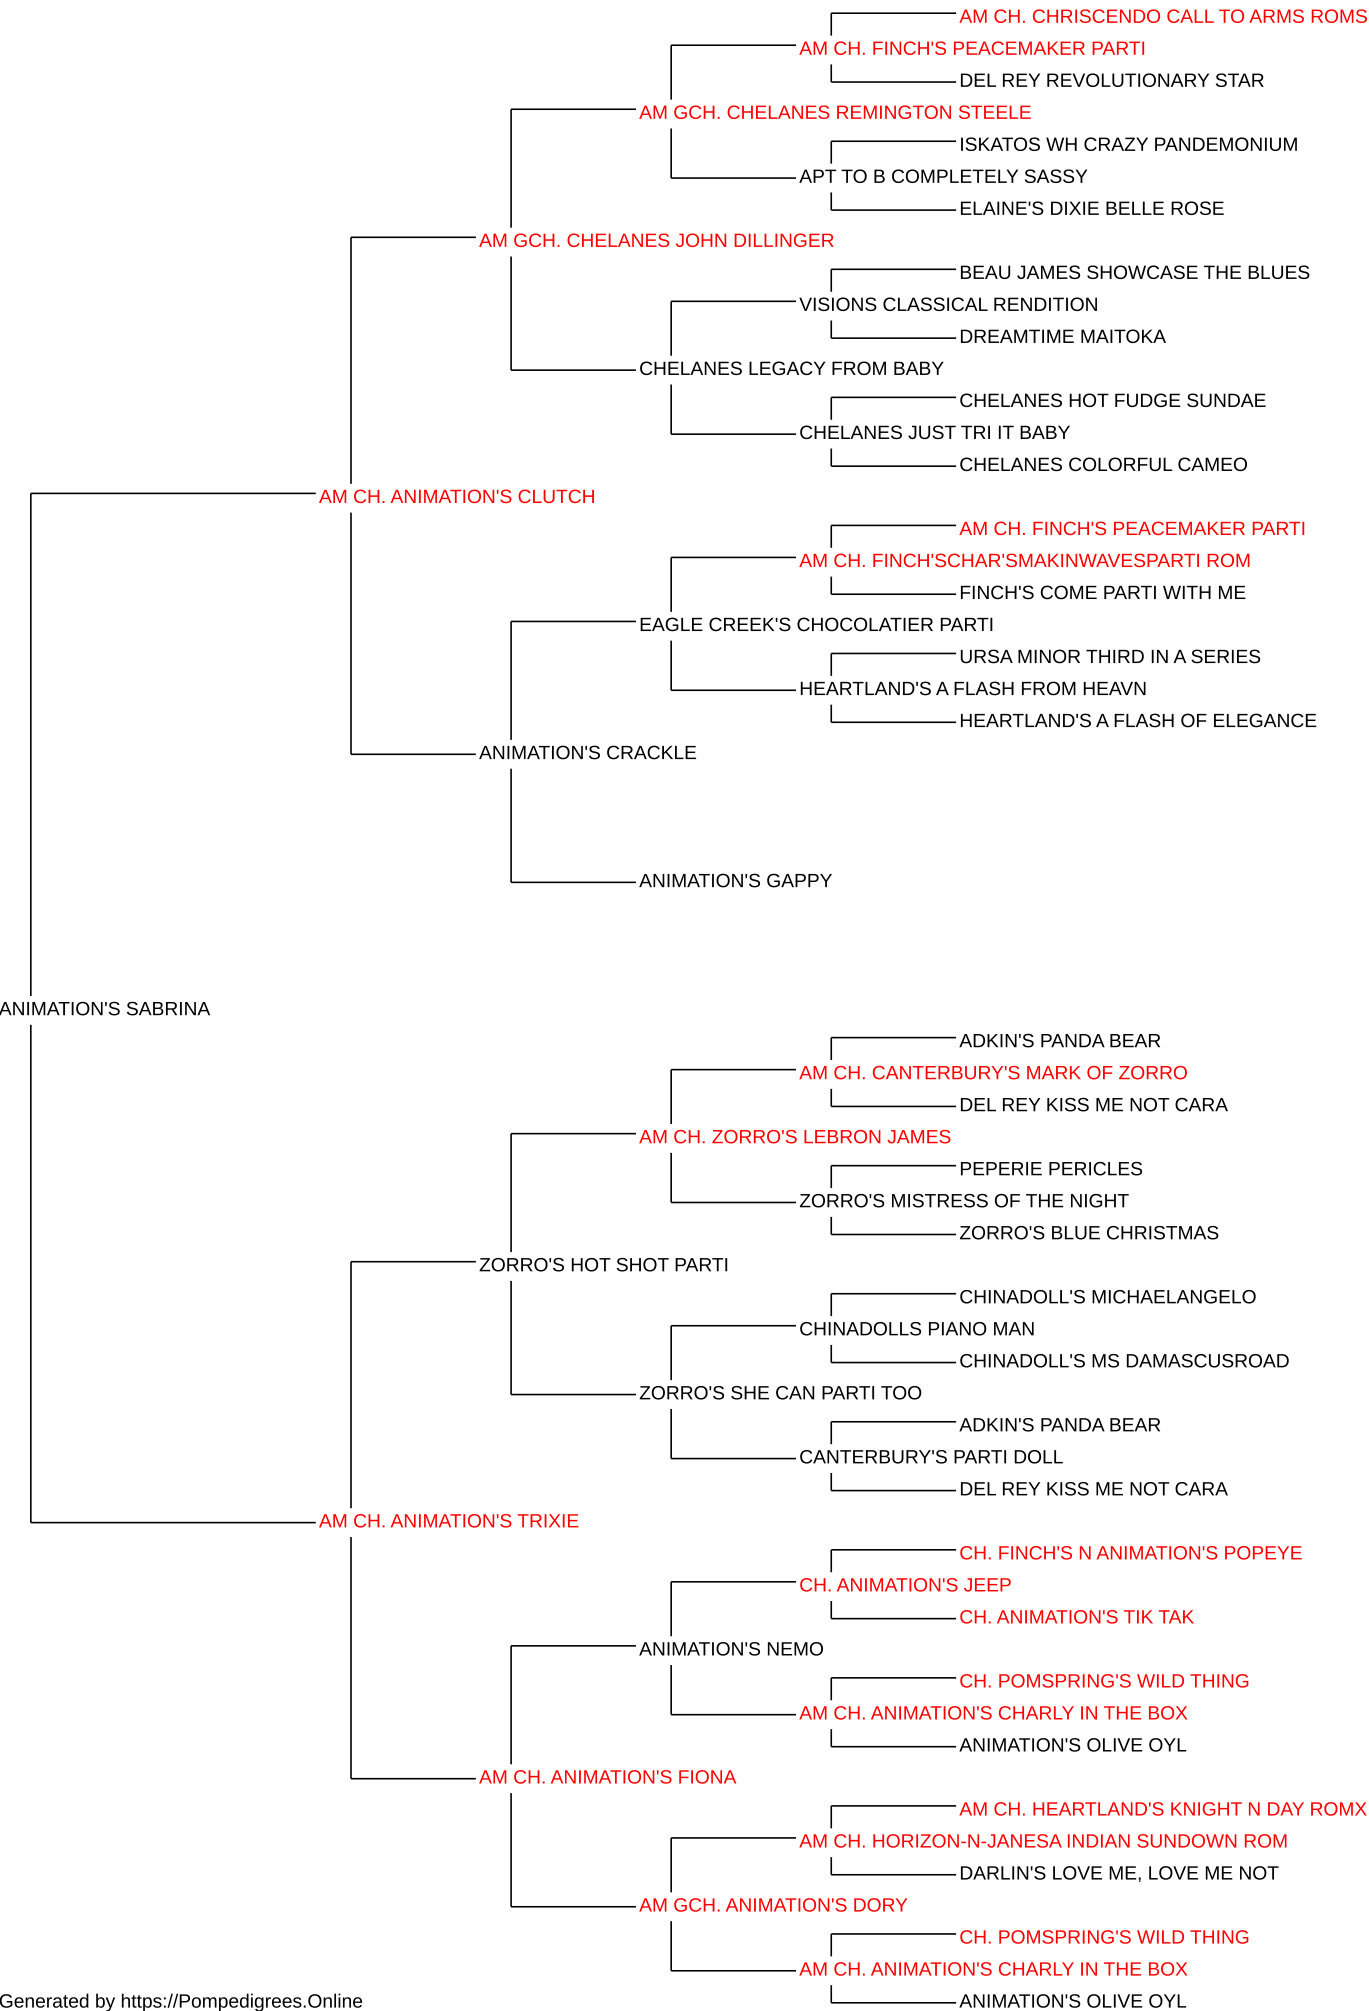 AM CH. CHRISCENDO CALL TO ARMS ROMS
AM CH. FINCH'S PEACEMAKER PARTI
DEL REY REVOLUTIONARY STAR
AM GCH. CHELANES REMINGTON STEELE
ISKATOS WH CRAZY PANDEMONIUM
APT TO B COMPLETELY SASSY
ELAINE'S DIXIE BELLE ROSE
AM GCH. CHELANES JOHN DILLINGER
BEAU JAMES SHOWCASE THE BLUES
VISIONS CLASSICAL RENDITION
DREAMTIME MAITOKA
CHELANES LEGACY FROM BABY
CHELANES HOT FUDGE SUNDAE
CHELANES JUST TRI IT BABY
CHELANES COLORFUL CAMEO
AM CH. ANIMATION'S CLUTCH
AM CH. FINCH'S PEACEMAKER PARTI
AM CH. FINCH'SCHAR'SMAKINWAVESPARTI ROM
FINCH'S COME PARTI WITH ME
EAGLE CREEK'S CHOCOLATIER PARTI
URSA MINOR THIRD IN A SERIES
HEARTLAND'S A FLASH FROM HEAVN
HEARTLAND'S A FLASH OF ELEGANCE
ANIMATION'S CRACKLE
ANIMATION'S GAPPY
ANIMATION'S SABRINA
ADKIN'S PANDA BEAR
AM CH. CANTERBURY'S MARK OF ZORRO
DEL REY KISS ME NOT CARA
AM CH. ZORRO'S LEBRON JAMES
PEPERIE PERICLES
ZORRO'S MISTRESS OF THE NIGHT
ZORRO'S BLUE CHRISTMAS
ZORRO'S HOT SHOT PARTI
CHINADOLL'S MICHAELANGELO
CHINADOLLS PIANO MAN
CHINADOLL'S MS DAMASCUSROAD
ZORRO'S SHE CAN PARTI TOO
ADKIN'S PANDA BEAR
CANTERBURY'S PARTI DOLL
DEL REY KISS ME NOT CARA
AM CH. ANIMATION'S TRIXIE
CH. FINCH'S N ANIMATION'S POPEYE
CH. ANIMATION'S JEEP
CH. ANIMATION'S TIK TAK
ANIMATION'S NEMO
CH. POMSPRING'S WILD THING
AM CH. ANIMATION'S CHARLY IN THE BOX
ANIMATION'S OLIVE OYL
AM CH. ANIMATION'S FIONA
AM CH. HEARTLAND'S KNIGHT N DAY ROMX
AM CH. HORIZON-N-JANESA INDIAN SUNDOWN ROM
DARLIN'S LOVE ME, LOVE ME NOT
AM GCH. ANIMATION'S DORY
CH. POMSPRING'S WILD THING
AM CH. ANIMATION'S CHARLY IN THE BOX
ANIMATION'S OLIVE OYL
Generated by https://Pompedigrees.Online